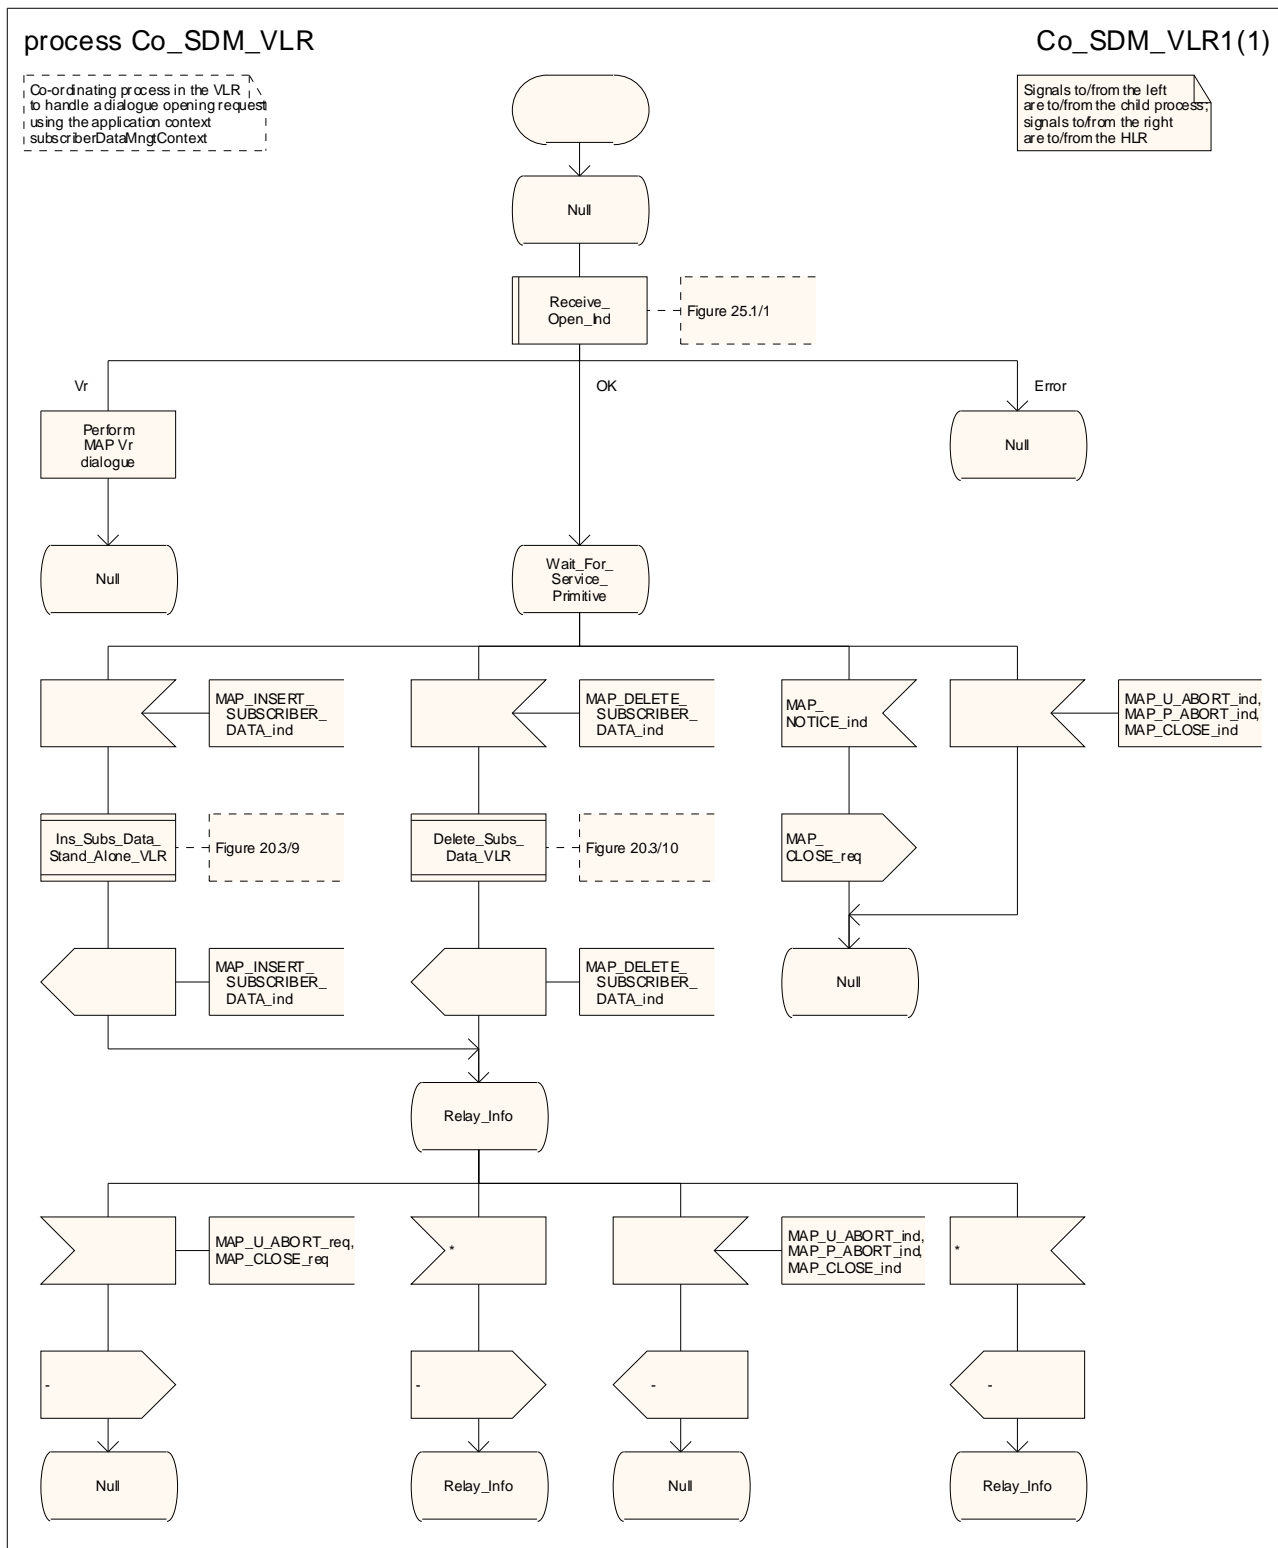 process Co_SDM_VLR
Co_SDM_VLR1(1)
Co-ordinating process in the VLR
to handle a dialogue opening request
using the application context
subscriberDataMngtContext
Signals to/from the left
are to/from the child process;
signals to/from the right
are to/from the HLR
Null
Receive_
Open_Ind
Figure 25.1/1
Vr
OK
Error
Perform
MAP Vr
dialogue
Null
Null
Wait_For_
Service_
Primitive
MAP_INSERT_
SUBSCRIBER_
DATA_ind
MAP_DELETE_
SUBSCRIBER_
DATA_ind
MAP_
NOTICE_ind
MAP_U_ABORT_ind,
MAP_P_ABORT_ind,
MAP_CLOSE_ind
Ins_Subs_Data_
Stand_Alone_VLR
Figure 20.3/9
Delete_Subs_
Data_VLR
Figure 20.3/10
MAP_
CLOSE_req
MAP_INSERT_
SUBSCRIBER_
DATA_ind
MAP_DELETE_
SUBSCRIBER_
DATA_ind
Null
Relay_Info
MAP_U_ABORT_req,
MAP_CLOSE_req
*
MAP_U_ABORT_ind,
MAP_P_ABORT_ind,
MAP_CLOSE_ind
*
-
-
-
-
Null
Relay_Info
Null
Relay_Info